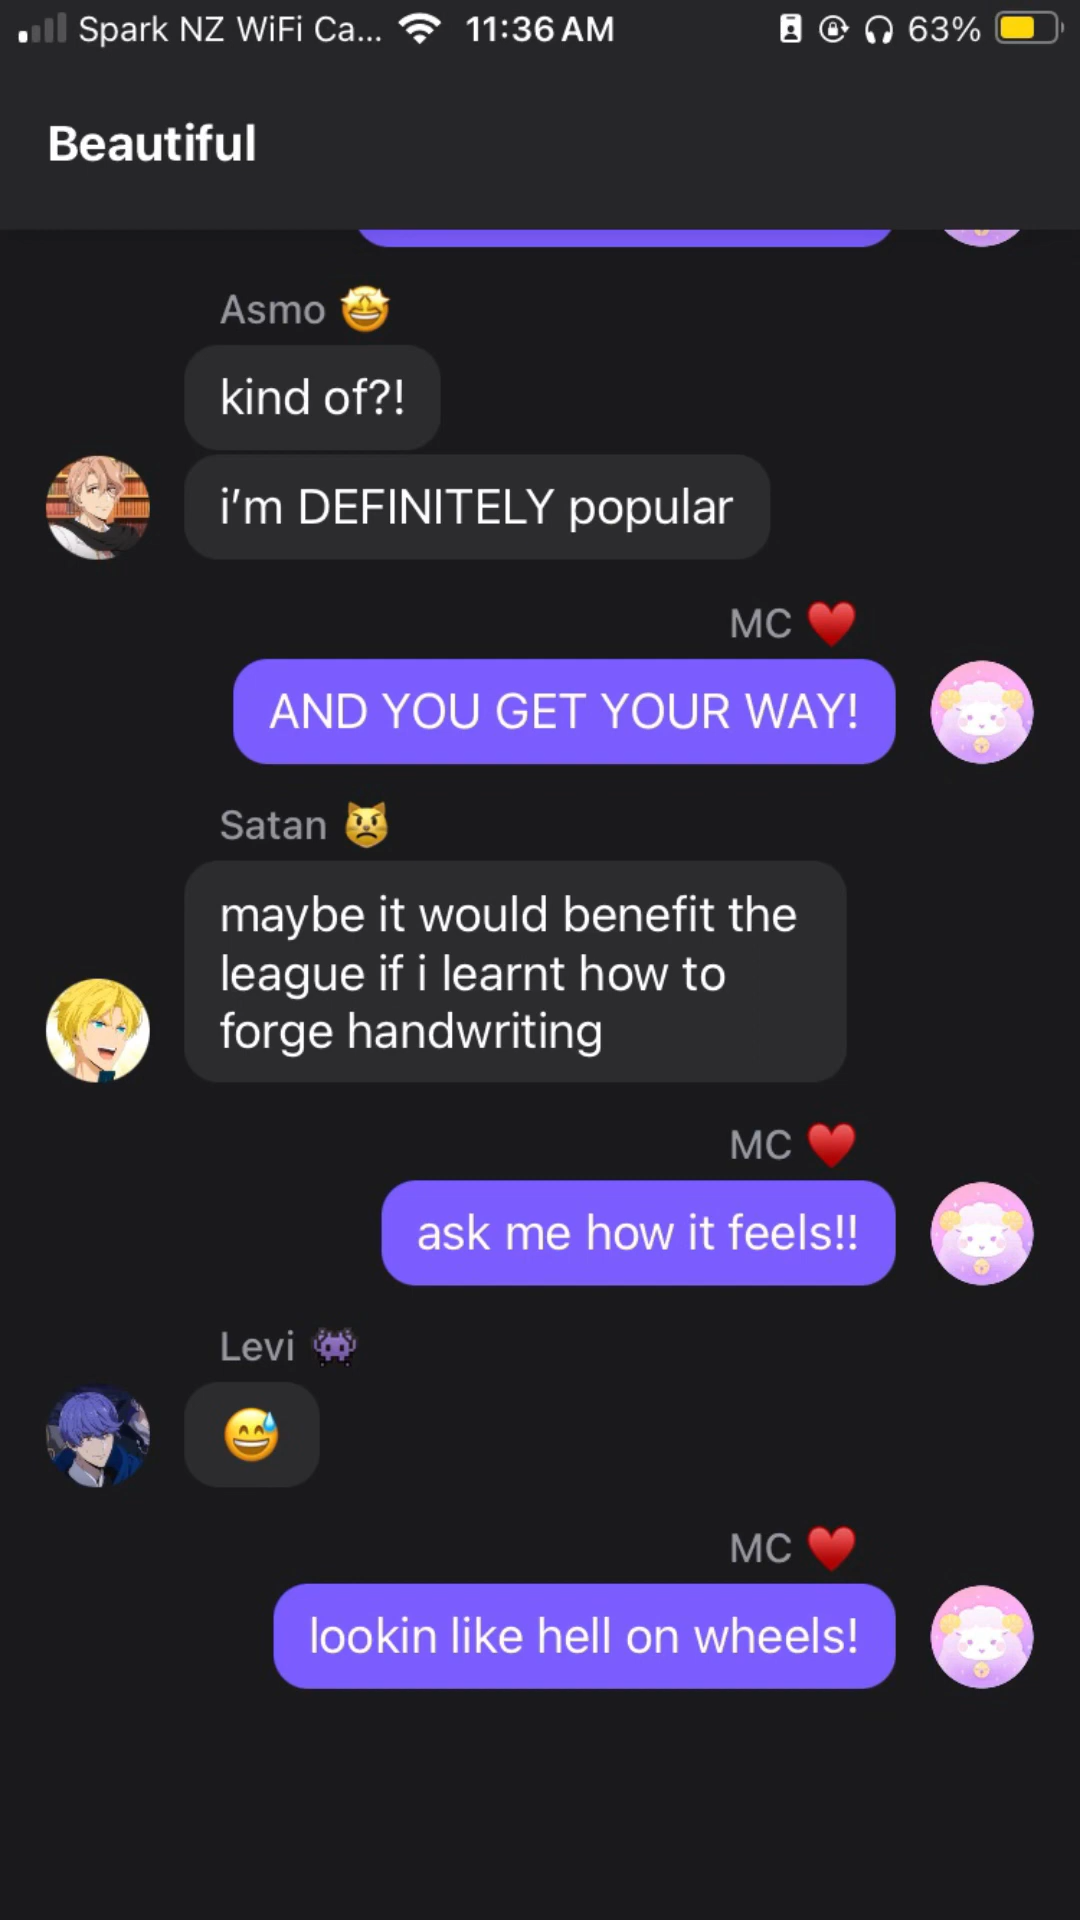 Spark NZ WiFi Ca... 11:36 AM 63%
Beautiful
Asmo 🤩
kind of?!
i’m DEFINITELY popular
MC ♥️
AND YOU GET YOUR WAY!
Satan 😾
maybe it would benefit the
league if i learnt how to
forge handwriting
MC ♥️
ask me how it feels!!
Levi 👾
😅
MC ♥️
lookin like hell on wheels!